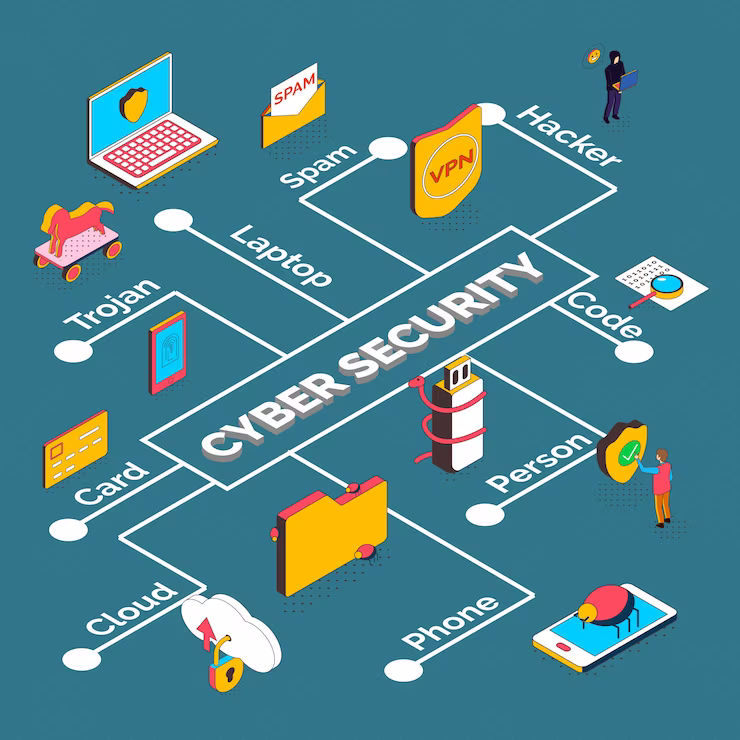 SPAM
Spam
VPN
Hacker
Laptop
Trojan
CYBER SECURITY
Code
Card
Person
Cloud
Phone